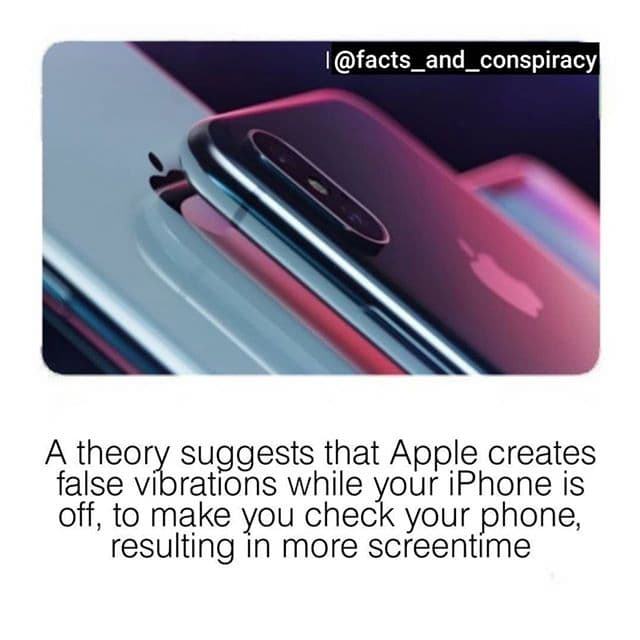 |@facts_and_conspiracy
A theory suggests that Apple creates
false vibrations while your iPhone is
off, to make you check your phone,
resulting in more screentime